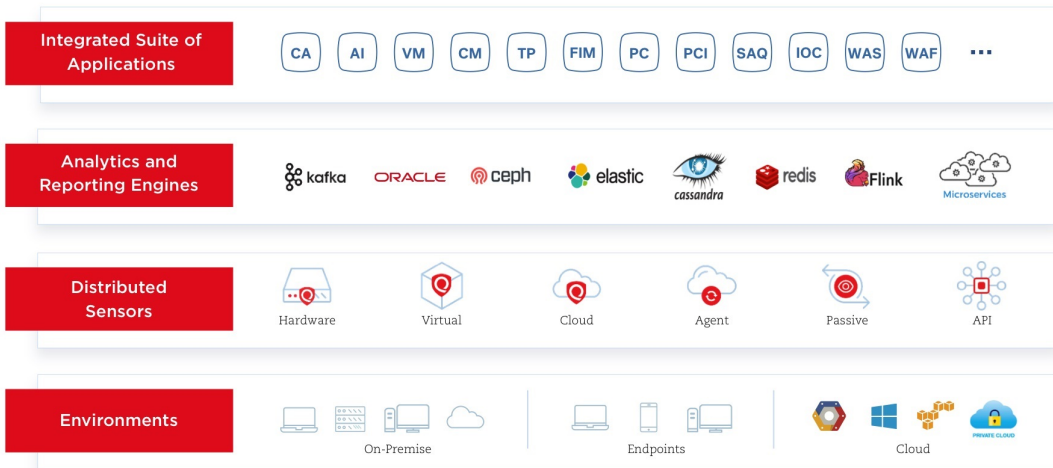 Integrated Suite of
Applications
CA AI VM CM TP FIM PC PCI SAQ IOC WAS WAF ...
Analytics and
Reporting Engines
kafka ORACLE ceph elastic cassandra redis Flink Microservices
Distributed
Sensors
Hardware Virtual Cloud Agent Passive API
Environments
PRIVATE CLOUD
On-Premise Endpoints Cloud